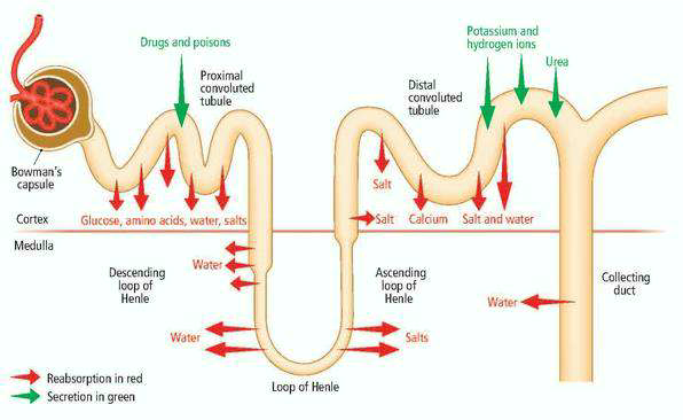 Drugs and poisons
Potassium and
hydrogen ions
Urea
Proximal
convoluted
tubule
Distal
convoluted
tubule
Bowman's
capsule
Salt
Cortex
Glucose, amino acids, water, salts
Salt
Calcium
Salt and water
Medulla
Water
Descending
loop of
Henle
Ascending
loop of
Henle
Collecting
duct
Water
Water
Salts
Loop of Henle
Reabsorption in red
Secretion in green